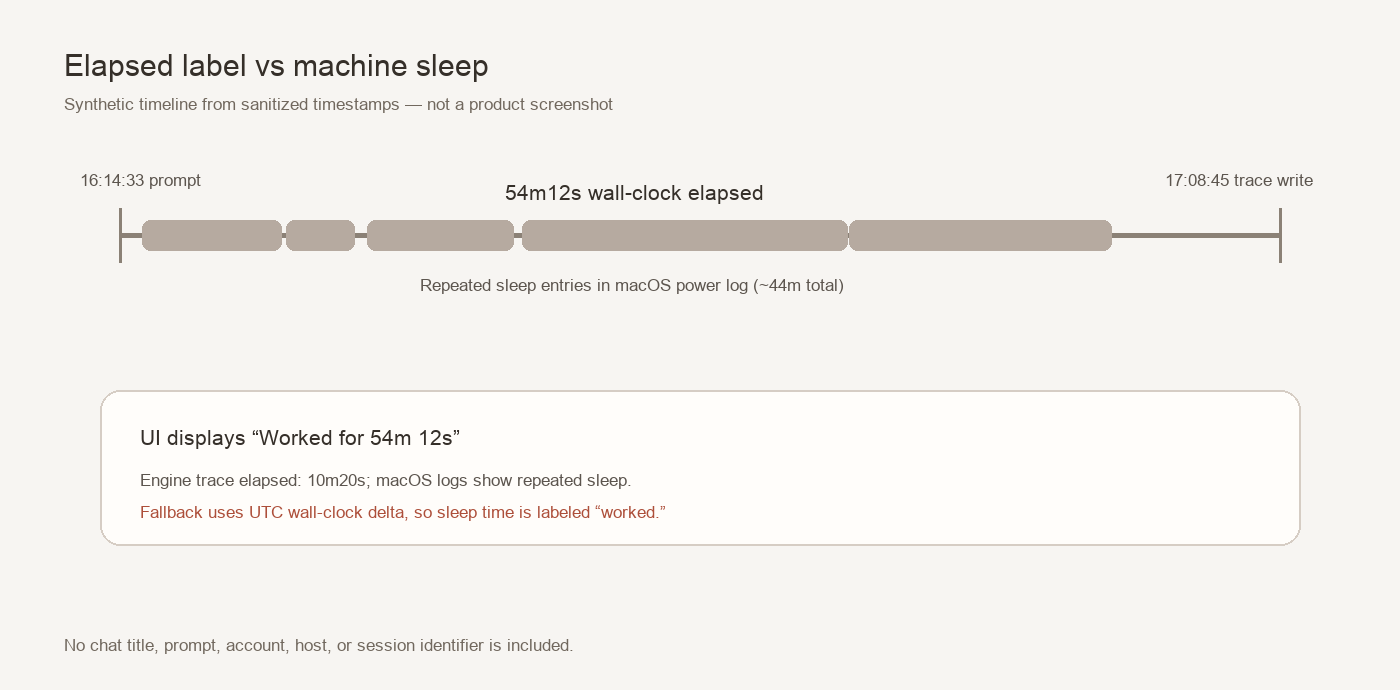 Elapsed label vs machine sleep
Synthetic timeline from sanitized timestamps — not a product screenshot
16:14:33 prompt
17:08:45 trace write
54m12s wall-clock elapsed
Repeated sleep entries in macOS power log (~44m total)
UI displays “Worked for 54m 12s”
Engine trace elapsed: 10m20s; macOS logs show repeated sleep.
Fallback uses UTC wall-clock delta, so sleep time is labeled “worked.”
No chat title, prompt, account, host, or session identifier is included.